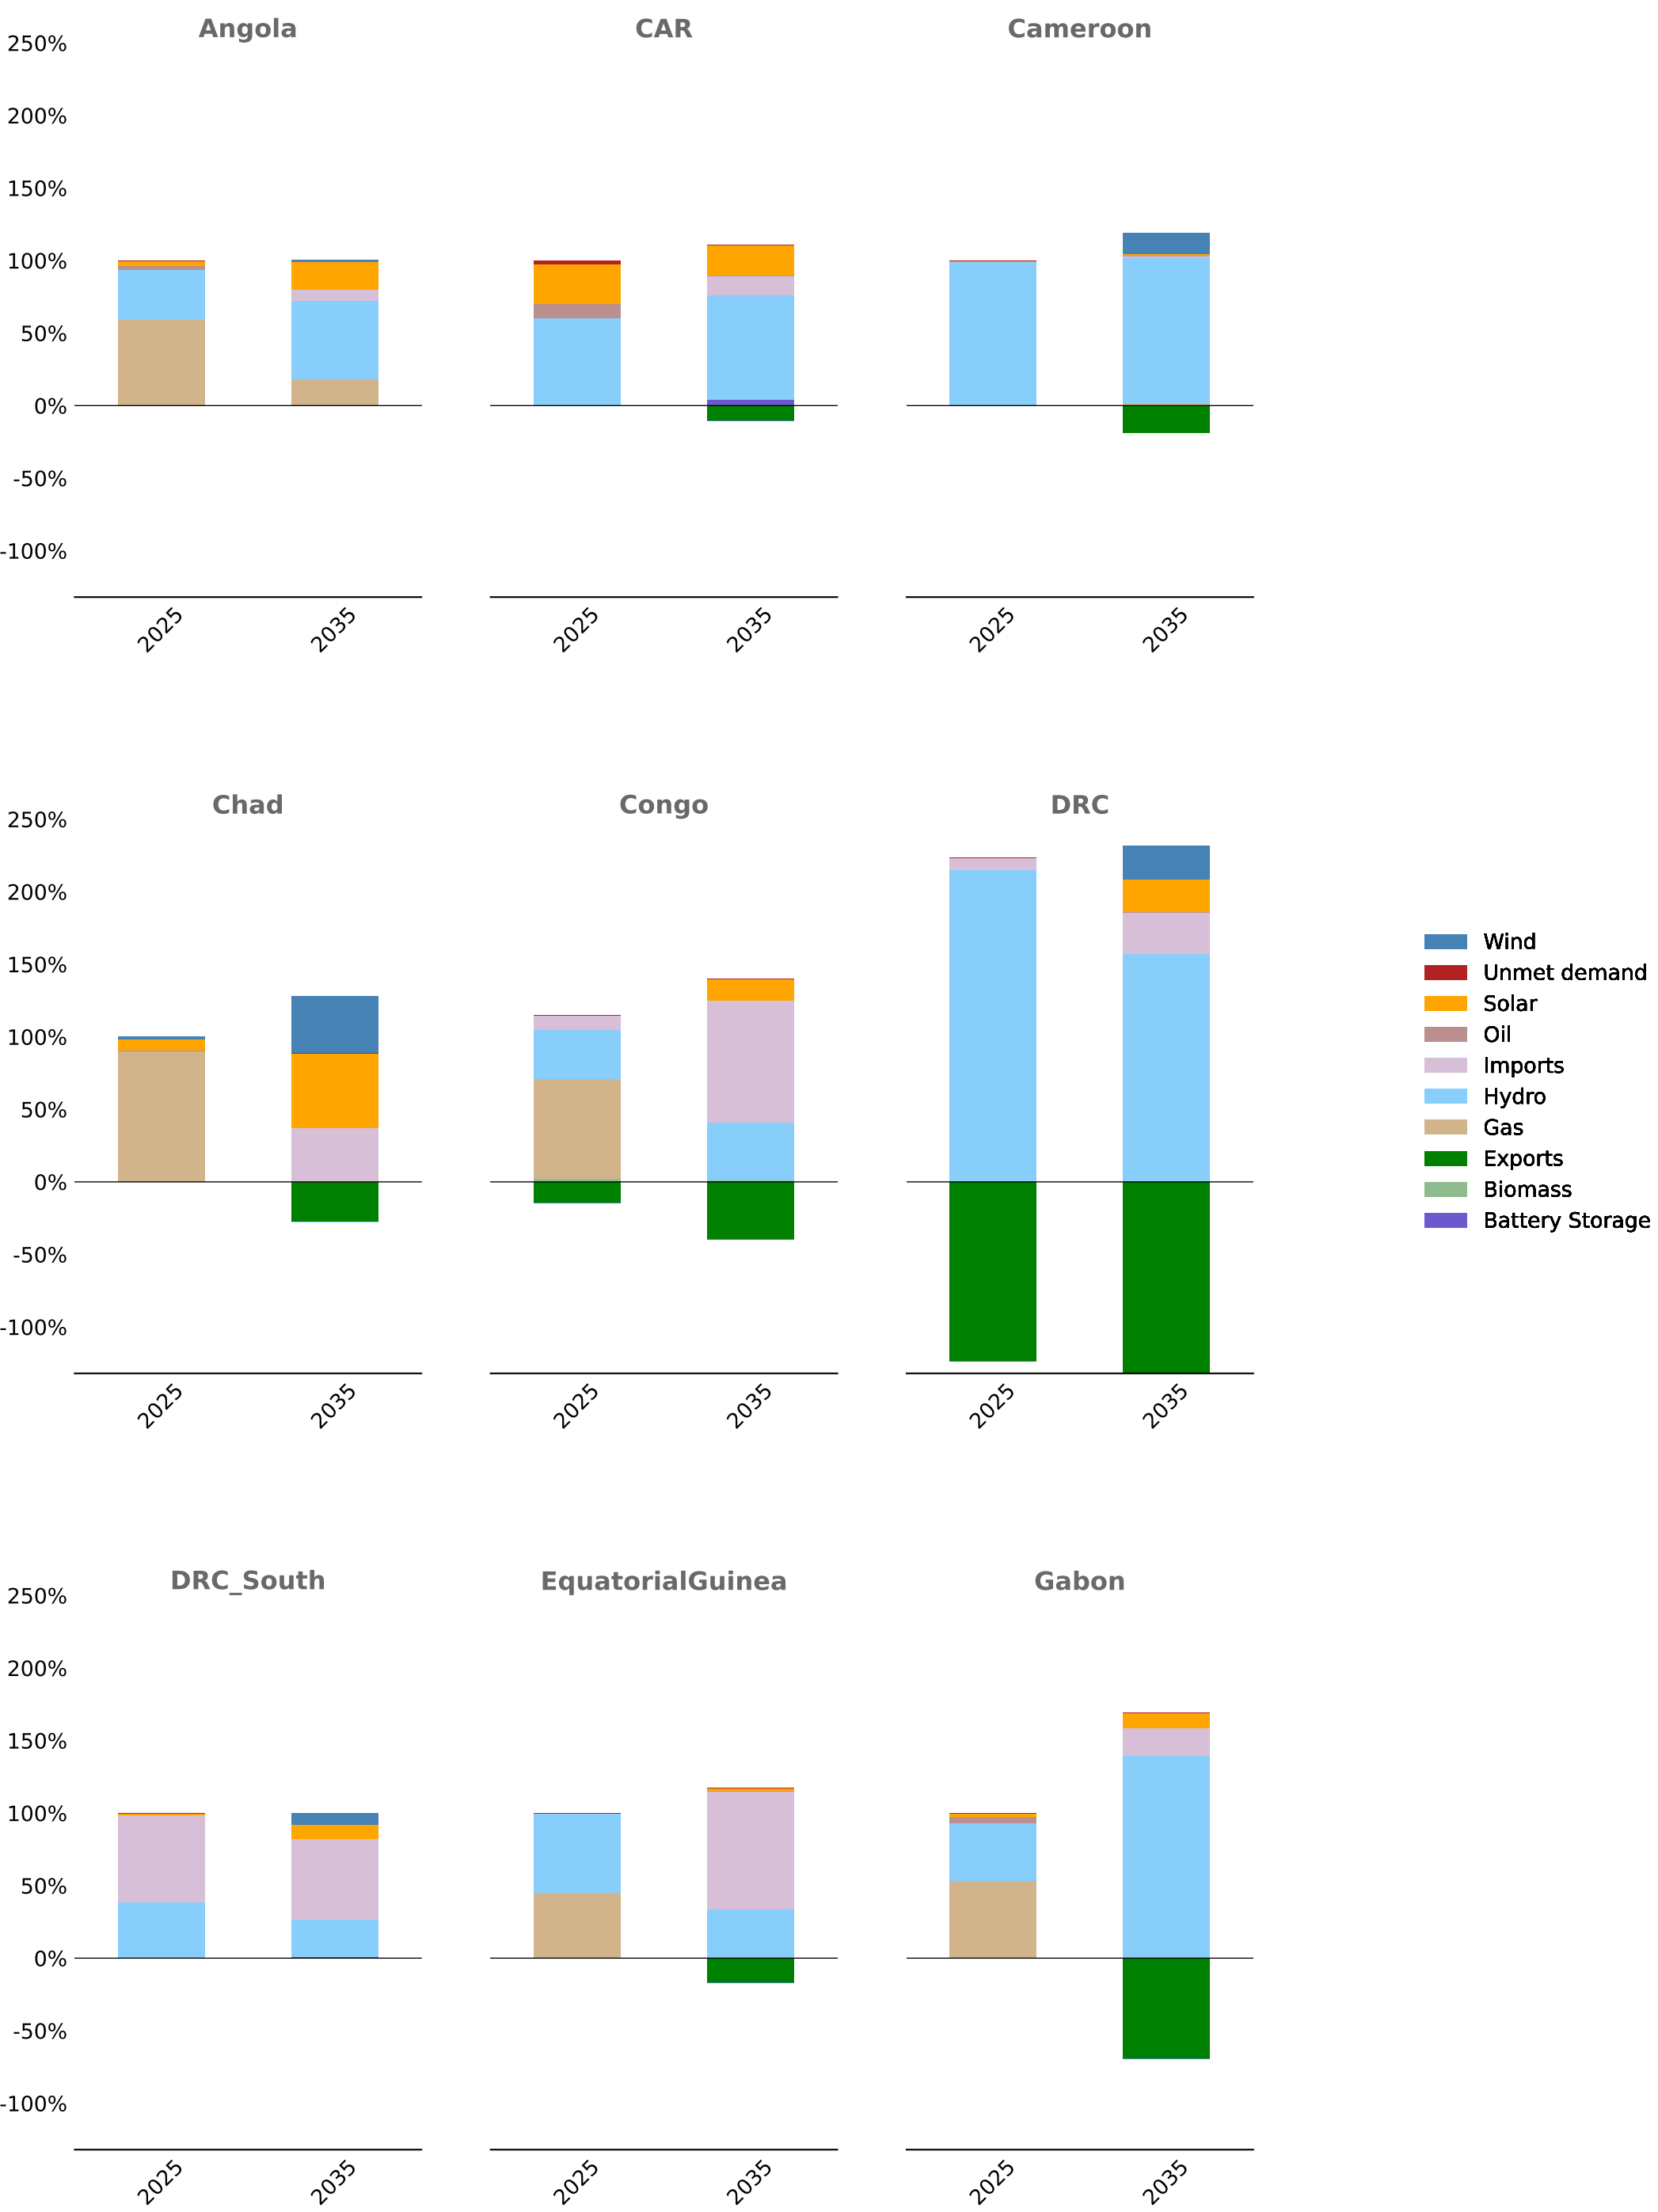 Angola CAR Cameroon
250%
200%
150%
100%
50%
0%
-50%
-100%
2025 2035 2025 2035 2025 2035
Chad Congo DRC
250%
200%
150%
100%
50%
0%
-50%
-100%
2025 2035 2025 2035 2025 2035
Wind
Unmet demand
Solar
Oil
Imports
Hydro
Gas
Exports
Biomass
Battery Storage
DRC_South EquatorialGuinea Gabon
250%
200%
150%
100%
50%
0%
-50%
-100%
2025 2035 2025 2035 2025 2035